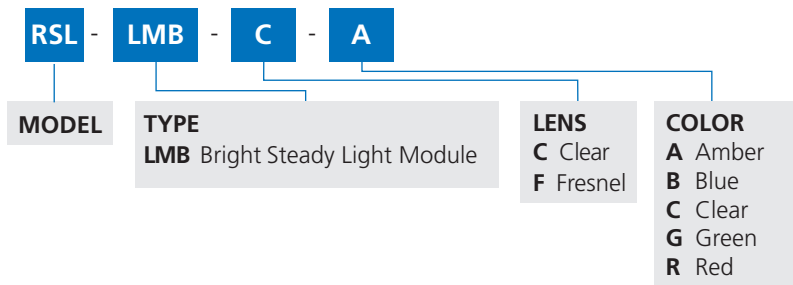 RSL - LMB - C - A
MODEL
TYPE
LMB Bright Steady Light Module
LENS
C Clear
F Fresnel
COLOR
A Amber
B Blue
C Clear
G Green
R Red